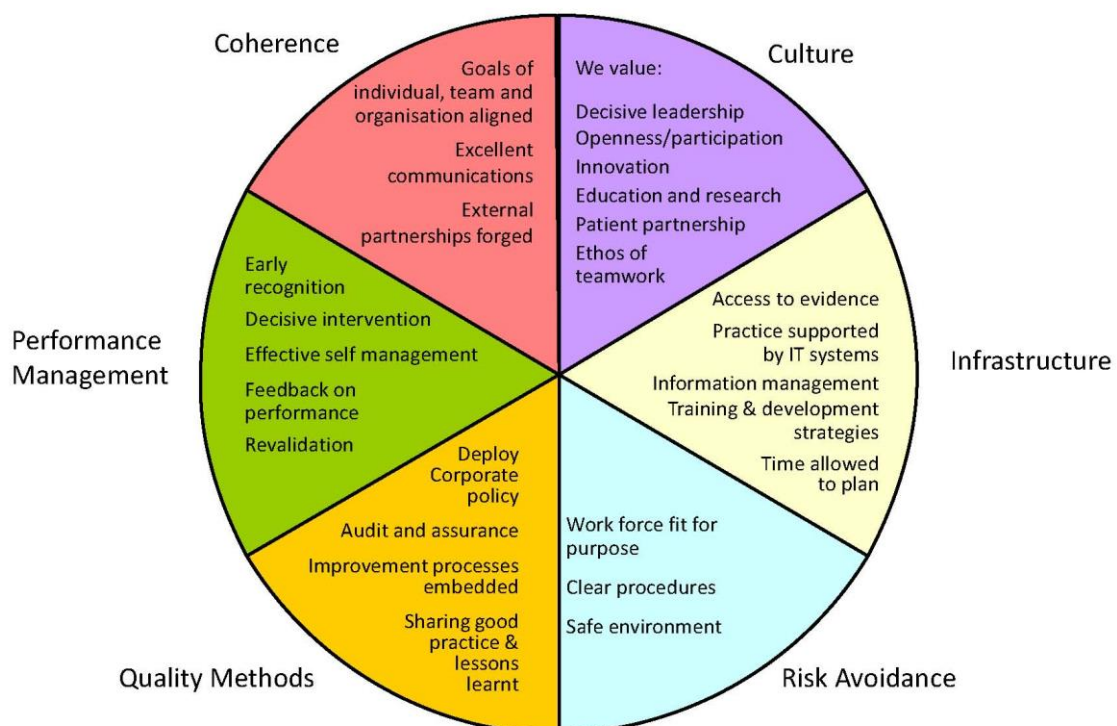 Coherence
Goals of
individual, team and
organisation aligned
Excellent
communications
External
partnerships forged
Culture
We value:
Decisive leadership
Openness/participation
Innovation
Education and research
Patient partnership
Ethos of
teamwork
Infrastructure
Access to evidence
Practice supported
by IT systems
Information management
Training & development
strategies
Time allowed
to plan
Risk Avoidance
Work force fit for
purpose
Clear procedures
Safe environment
Quality Methods
Deploy
Corporate
policy
Audit and assurance
Improvement processes
embedded
Sharing good
practice &
lessons
learnt
Performance
Management
Early
recognition
Decisive intervention
Effective self management
Feedback on
performance
Revalidation